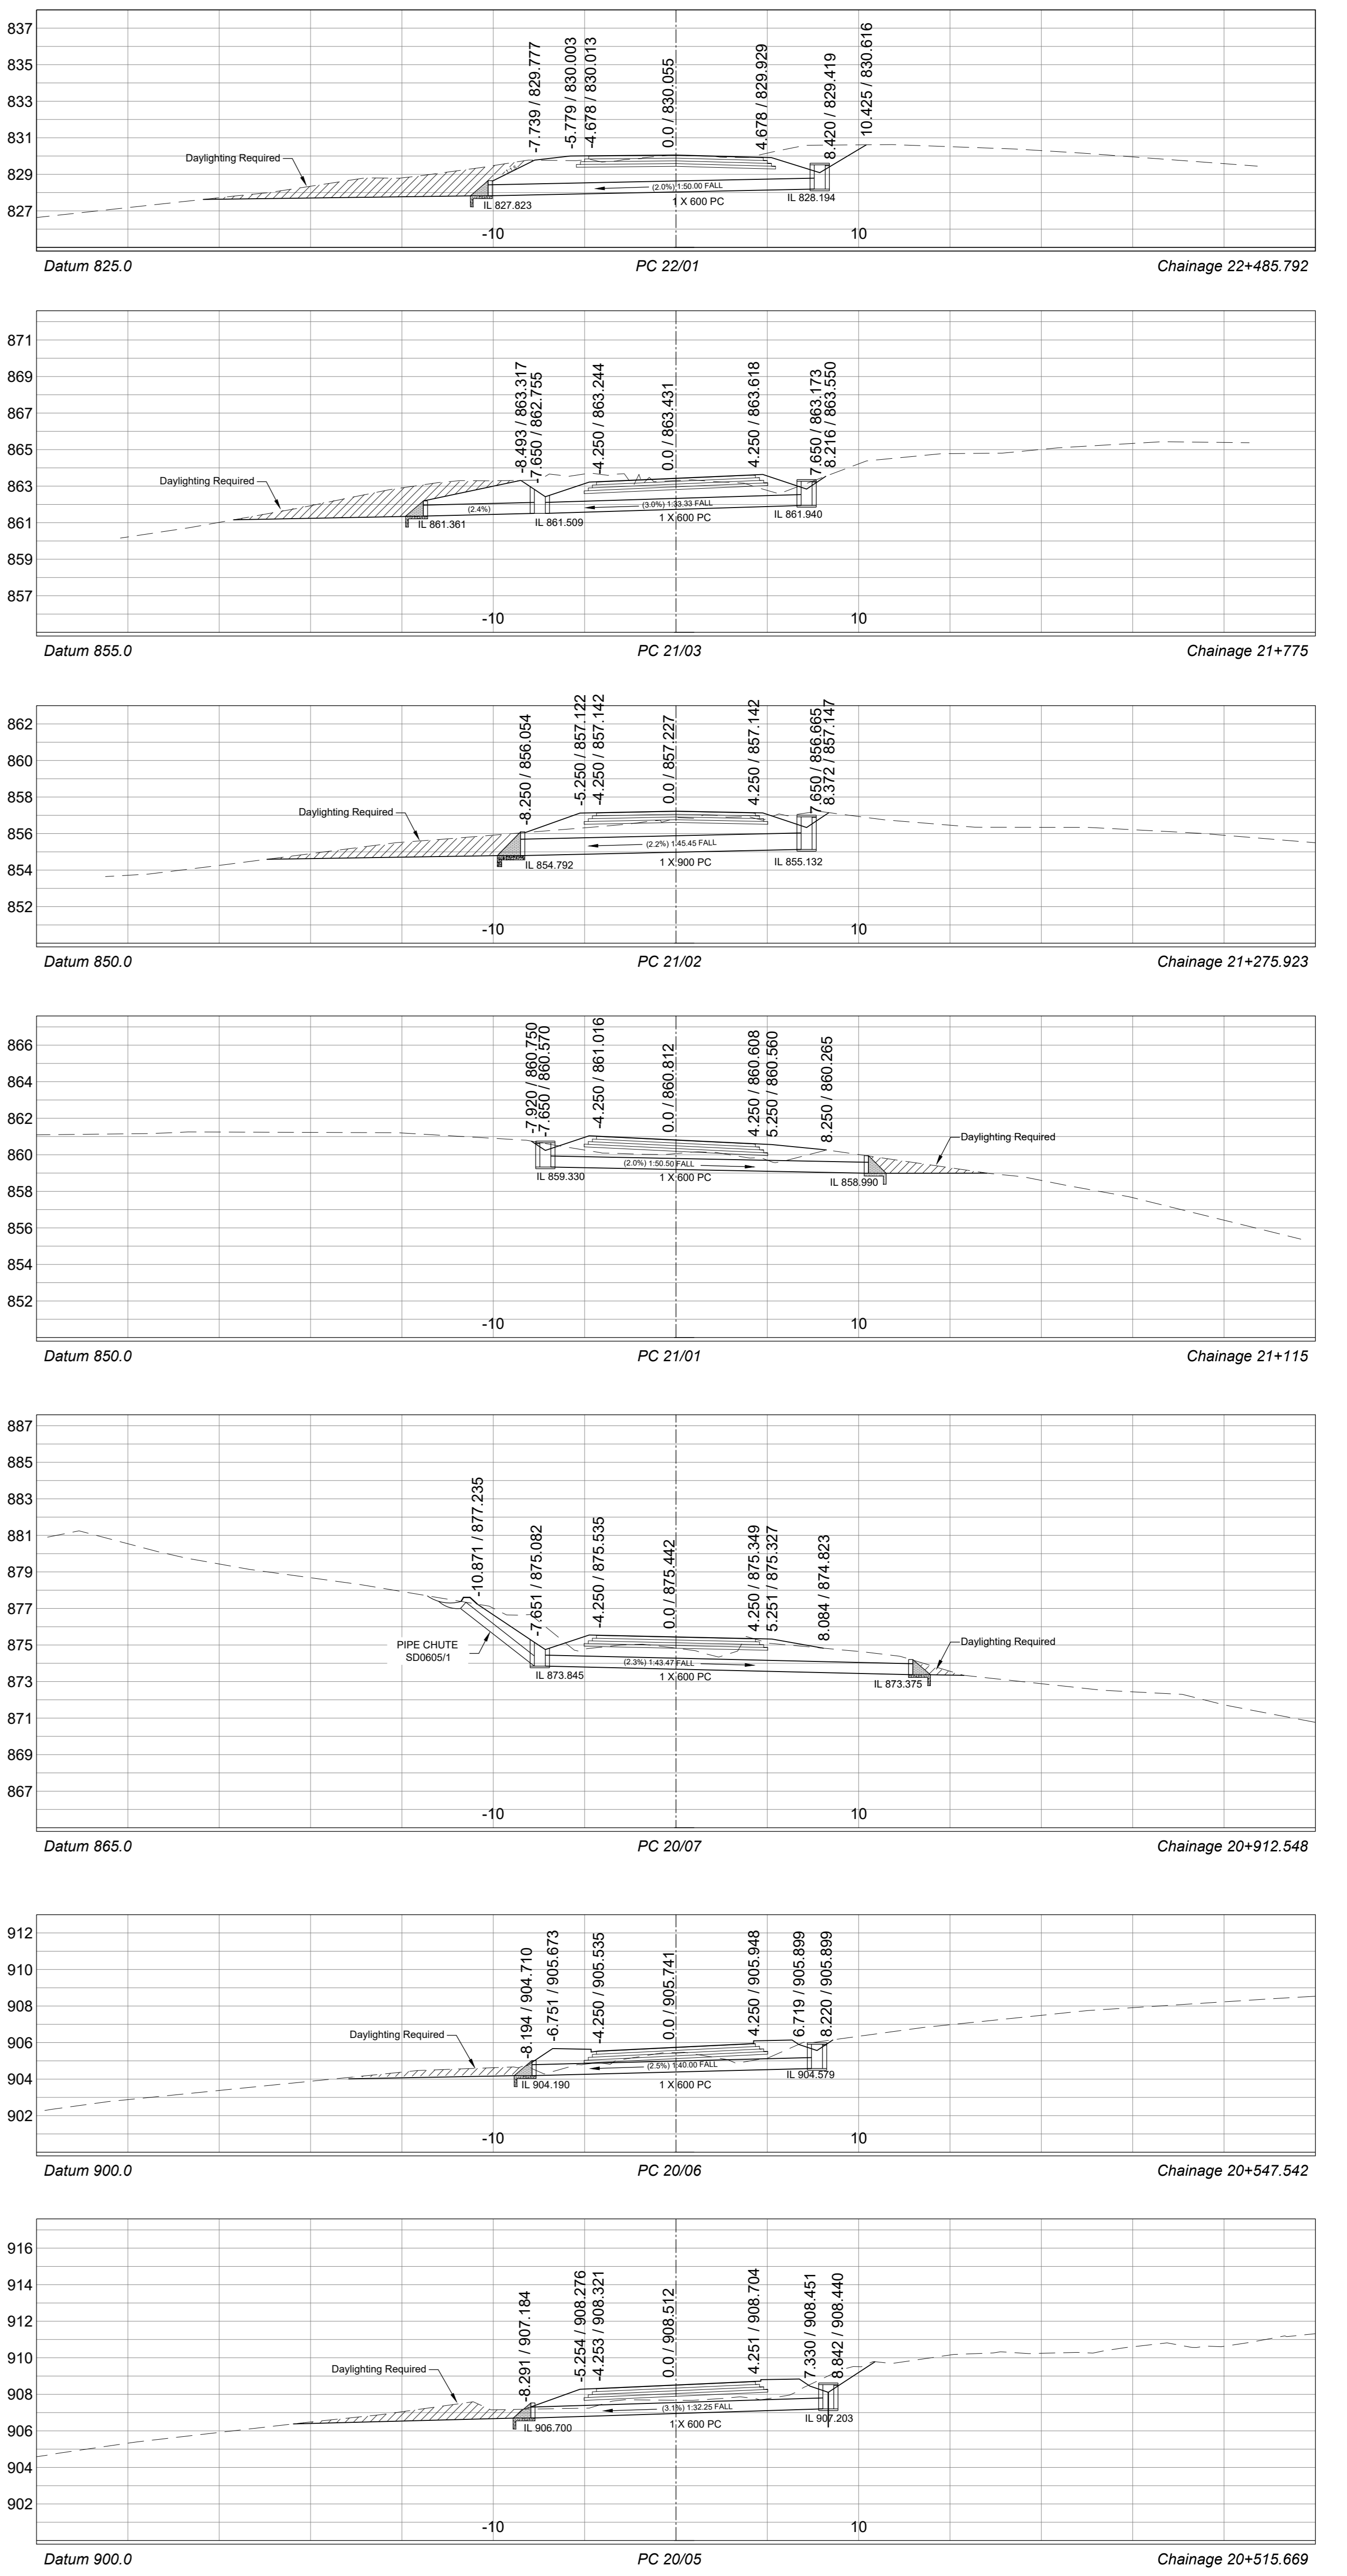 837
835
833
831
829
827
-7.739 / 829.777
-5.779 / 830.003
-4.678 / 830.013
0.0 / 830.055
4.678 / 829.929
8.420 / 829.419
10.425 / 830.616
Daylighting Required
(2.0%) 1:50.00 FALL
IL 827.823
1 X 600 PC
IL 828.194
-10
10
Datum 825.0
PC 22/01
Chainage 22+485.792
871
869
867
865
863
861
859
857
-8.493 / 863.317
-7.650 / 862.755
-4.250 / 863.244
0.0 / 863.431
4.250 / 863.618
7.650 / 863.173
8.216 / 863.550
Daylighting Required
(2.4%)
(3.0%) 1:33.33 FALL
IL 861.361
IL 861.509
1 X 600 PC
IL 861.940
-10
10
Datum 855.0
PC 21/03
Chainage 21+775
862
860
858
856
854
852
-8.250 / 856.054
-5.250 / 857.122
-4.250 / 857.142
0.0 / 857.227
4.250 / 857.142
7.650 / 856.665
8.372 / 857.147
Daylighting Required
(2.2%) 1:45.45 FALL
IL 854.792
1 X 900 PC
IL 855.132
-10
10
Datum 850.0
PC 21/02
Chainage 21+275.923
866
864
862
860
858
856
854
852
-7.920 / 860.750
-7.650 / 860.570
-4.250 / 861.016
0.0 / 860.812
4.250 / 860.608
5.250 / 860.560
8.250 / 860.265
Daylighting Required
(2.0%) 1:50.50 FALL
IL 859.330
1 X 600 PC
IL 858.990
-10
10
Datum 850.0
PC 21/01
Chainage 21+115
887
885
883
881
879
877
875
873
871
869
867
-10.871 / 877.235
-7.651 / 875.082
-4.250 / 875.535
0.0 / 875.442
4.250 / 875.349
5.251 / 875.327
8.084 / 874.823
PIPE CHUTE
SD0605/1
Daylighting Required
(2.3%) 1:43.47 FALL
IL 873.845
1 X 600 PC
IL 873.375
-10
10
Datum 865.0
PC 20/07
Chainage 20+912.548
912
910
908
906
904
902
-8.194 / 904.710
-6.751 / 905.673
-4.250 / 905.535
0.0 / 905.741
4.250 / 905.948
6.719 / 905.899
8.220 / 905.899
Daylighting Required
(2.5%) 1:40.00 FALL
IL 904.190
1 X 600 PC
IL 904.579
-10
10
Datum 900.0
PC 20/06
Chainage 20+547.542
916
914
912
910
908
906
904
902
-8.291 / 907.184
-5.254 / 908.276
-4.253 / 908.321
0.0 / 908.512
4.251 / 908.704
7.330 / 908.451
8.842 / 908.440
Daylighting Required
(3.1%) 1:32.25 FALL
IL 906.700
1 X 600 PC
IL 907.203
-10
10
Datum 900.0
PC 20/05
Chainage 20+515.669